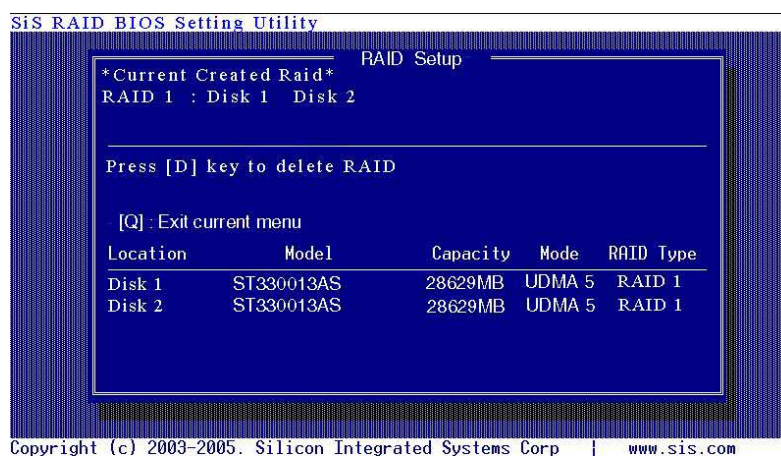 SiS RAID BIOS Setting Utility
RAID Setup
*Current Created Raid*
RAID 1 : Disk 1 Disk 2
Press [D] key to delete RAID
[Q] : Exit current menu
Location Model Capacity Mode RAID Type
Disk 1 ST330013AS 28629MB UDMA 5 RAID 1
Disk 2 ST330013AS 28629MB UDMA 5 RAID 1
Copyright (c) 2003-2005. Silicon Integrated Systems Corp | www.sis.com